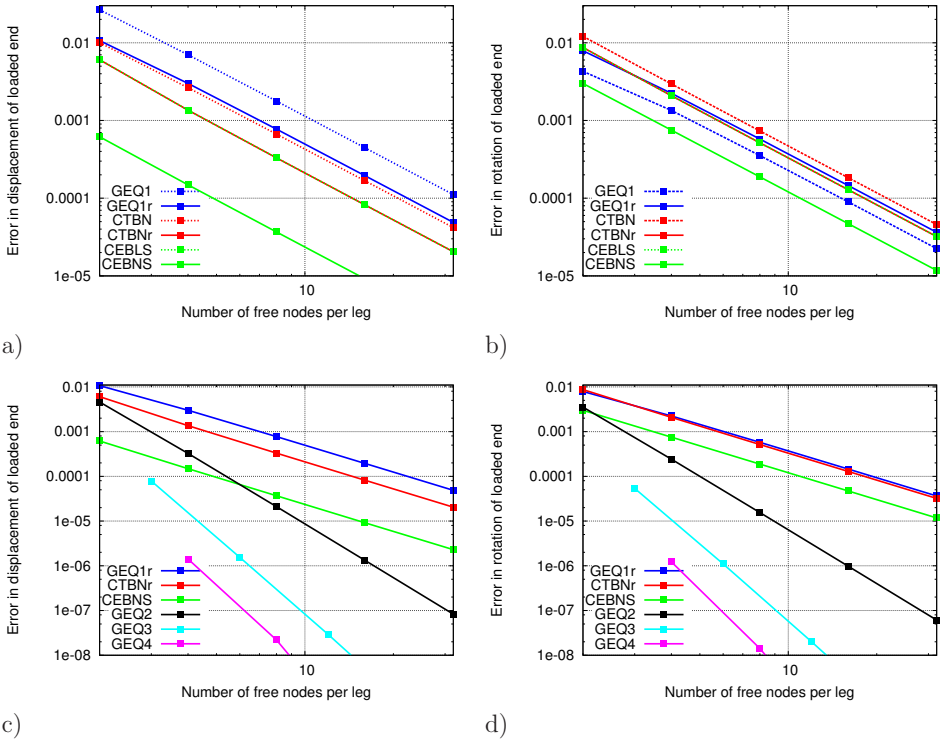 Error in displacement of loaded end
0.01
0.001
0.0001
1e-05
GEQ1
GEQ1r
CTBN
CTBNr
CEBLS
CEBNS
10
Number of free nodes per leg
a)
Error in rotation of loaded end
0.01
0.001
0.0001
1e-05
GEQ1
GEQ1r
CTBN
CTBNr
CEBLS
CEBNS
10
Number of free nodes per leg
b)
Error in displacement of loaded end
0.01
0.001
0.0001
1e-05
1e-06
1e-07
1e-08
GEQ1r
CTBNr
CEBNS
GEQ2
GEQ3
GEQ4
10
Number of free nodes per leg
c)
Error in rotation of loaded end
0.01
0.001
0.0001
1e-05
1e-06
1e-07
1e-08
GEQ1r
CTBNr
CEBNS
GEQ2
GEQ3
GEQ4
10
Number of free nodes per leg
d)